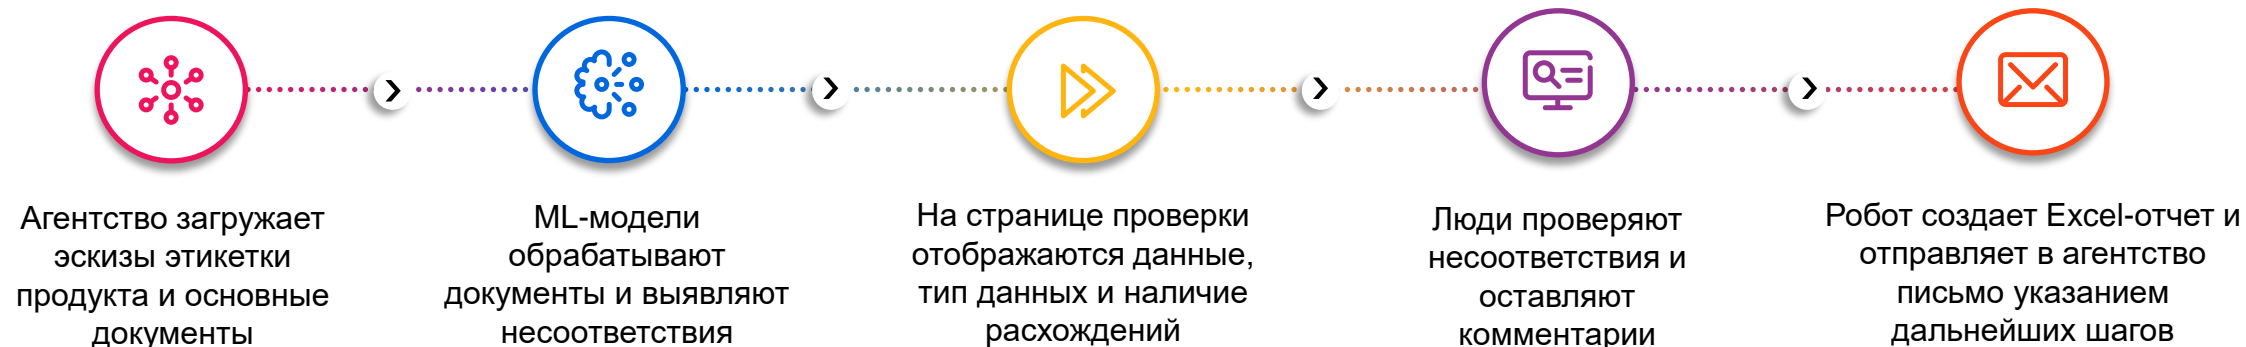 Агентство загружает
эскизы этикетки
продукта и основные
документы
ML-модели
обрабатывают
документы и выявляют
несоответствия
На странице проверки
отображаются данные,
тип данных и наличие
расхождений
Люди проверяют
несоответствия и
оставляют
комментарии
Робот создает Excel-отчет и
отправляет в агентство
письмо указанием
дальнейших шагов